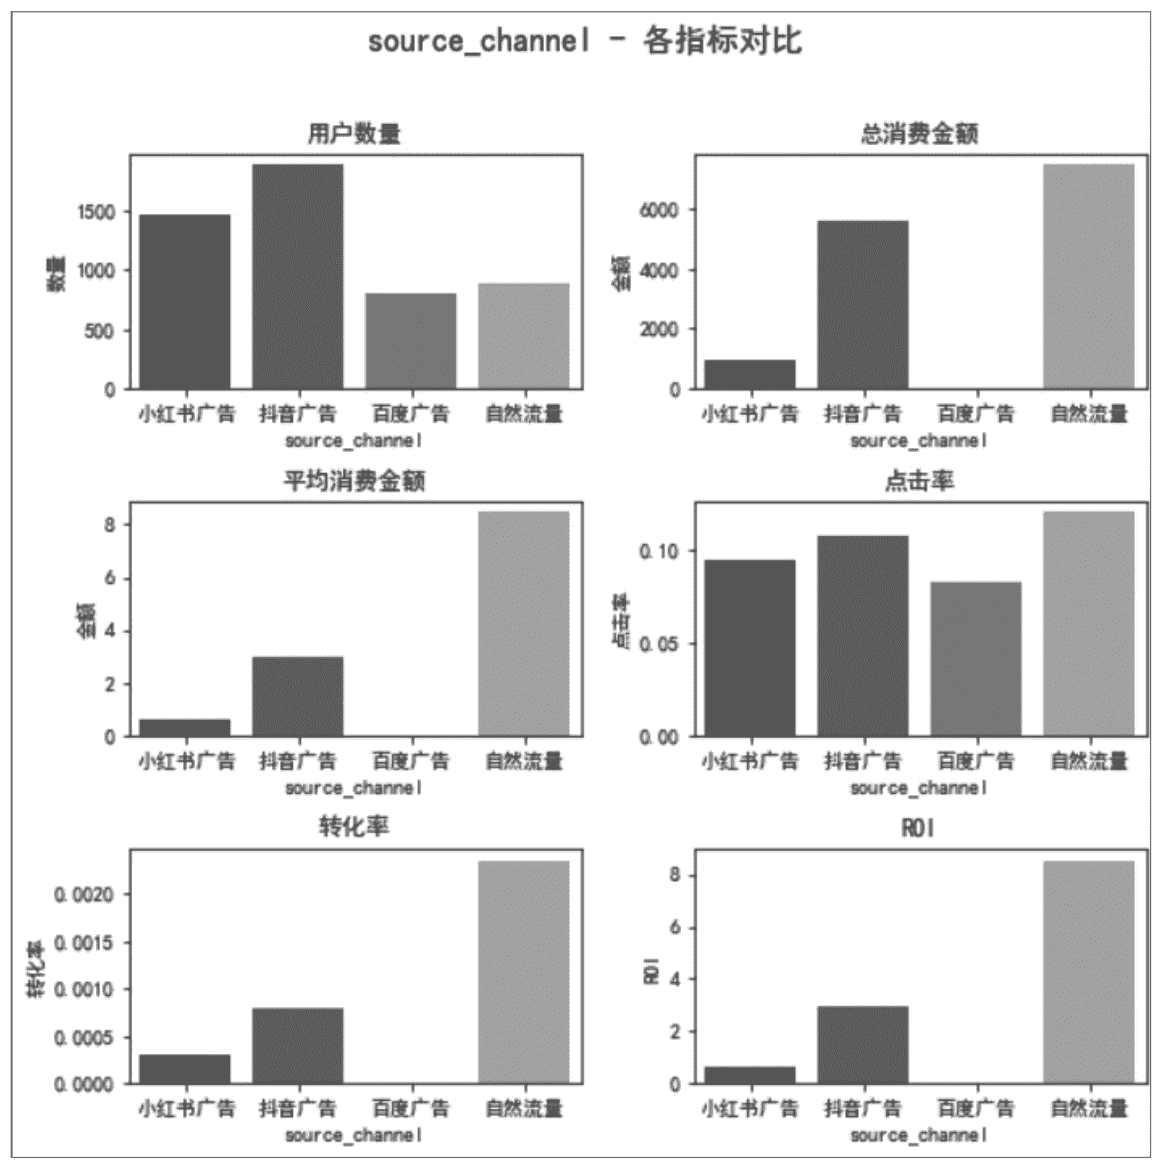 source_channel - 各指标对比
用户数量
数量
1500
1000
500
0
小红书广告 抖音广告 百度广告 自然流量
source_channel
总消费金额
金额
6000
4000
2000
0
小红书广告 抖音广告 百度广告 自然流量
source_channel
平均消费金额
金额
8
6
4
2
0
小红书广告 抖音广告 百度广告 自然流量
source_channel
点击率
点击率
0.10
0.05
0.00
小红书广告 抖音广告 百度广告 自然流量
source_channel
转化率
转化率
0.0020
0.0015
0.0010
0.0005
0.0000
小红书广告 抖音广告 百度广告 自然流量
source_channel
ROI
ROI
8
6
4
2
0
小红书广告 抖音广告 百度广告 自然流量
source_channel